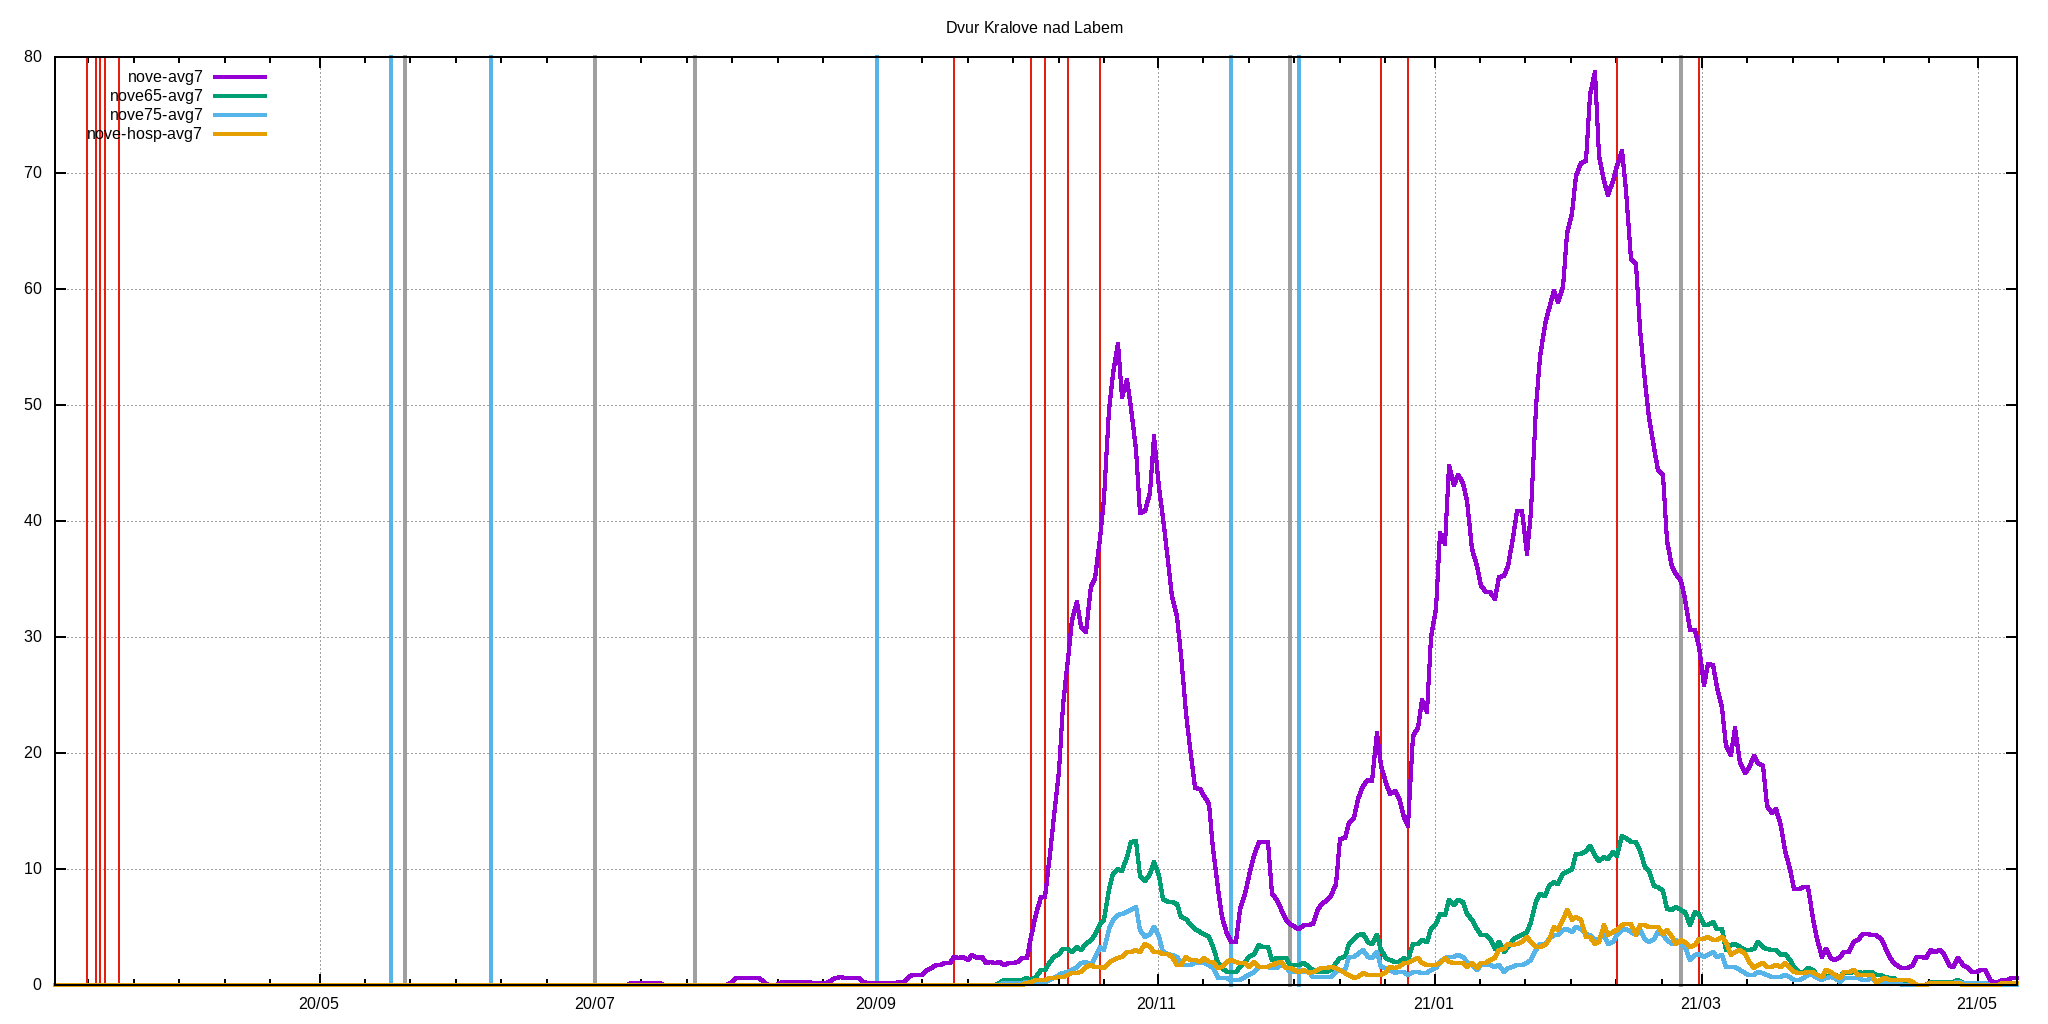 Dvur Kralove nad Labem
80
nove-avg7
nove65-avg7
nove75-avg7
nove-hosp-avg7
70
60
50
40
30
20
10
0
20/05 20/07 20/09 20/11 21/01 21/03 21/05